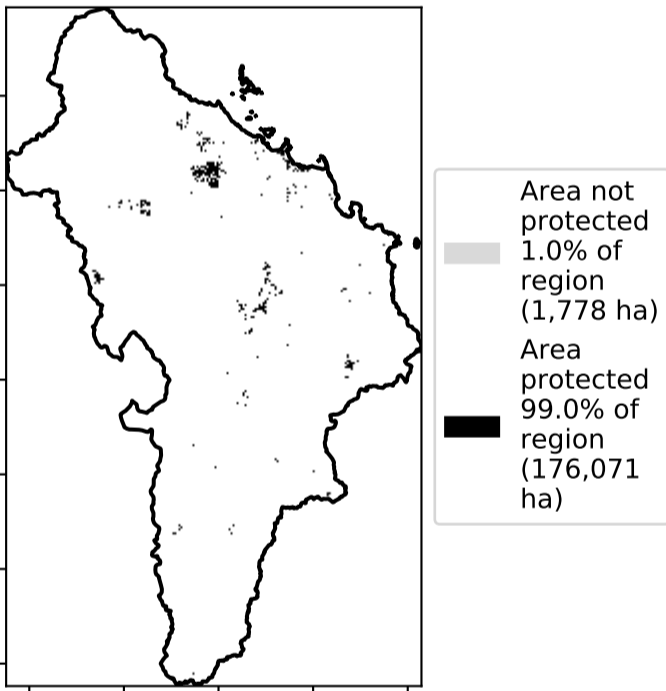 Area not
protected
1.0% of
region
(1,778 ha)
Area
protected
99.0% of
region
(176,071
ha)